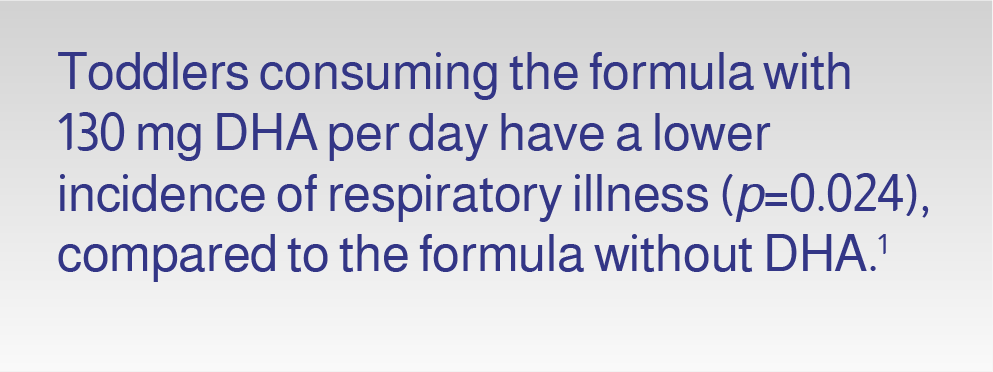 Toddlers consuming the formula with
130 mg DHA per day have a lower
incidence of respiratory illness (p=0.024),
compared to the formula without DHA.¹